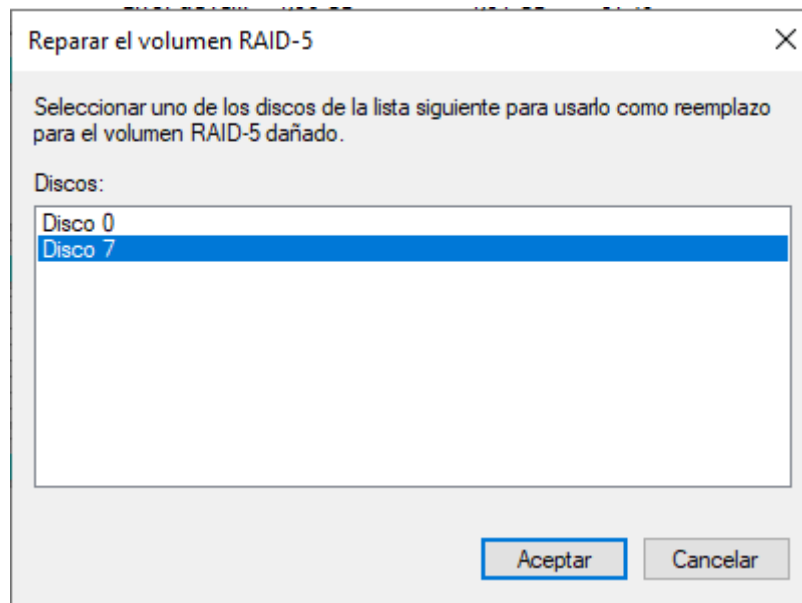 Reparar el volumen RAID-5
Seleccionar uno de los discos de la lista siguiente para usarlo como reemplazo
para el volumen RAID-5 dañado.
Discos:
Disco 0
Disco 7
Aceptar
Cancelar